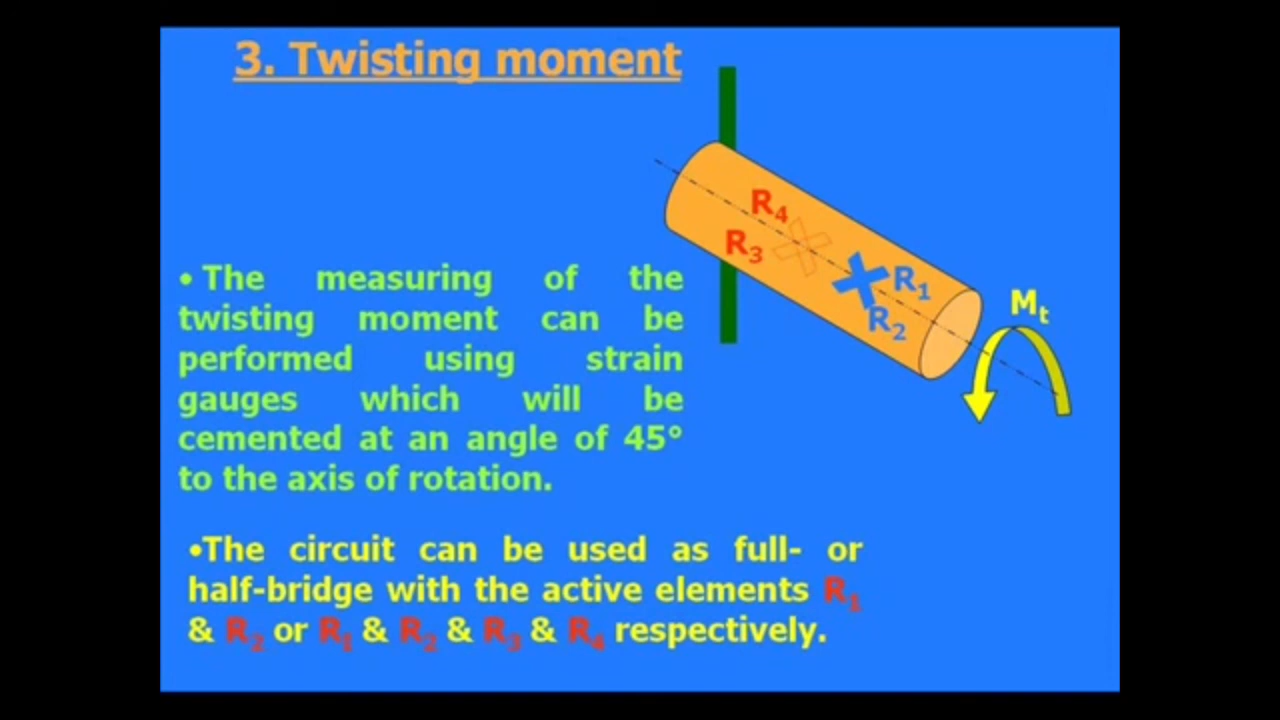 3. Twisting moment
R4
R3
R1
R2
Mt
• The measuring of the
twisting moment can be
performed using strain
gauges which will be
cemented at an angle of 45°
to the axis of rotation.
•The circuit can be used as full- or
half-bridge with the active elements R1
& R2 or R1 & R2 & R3 & R4 respectively.